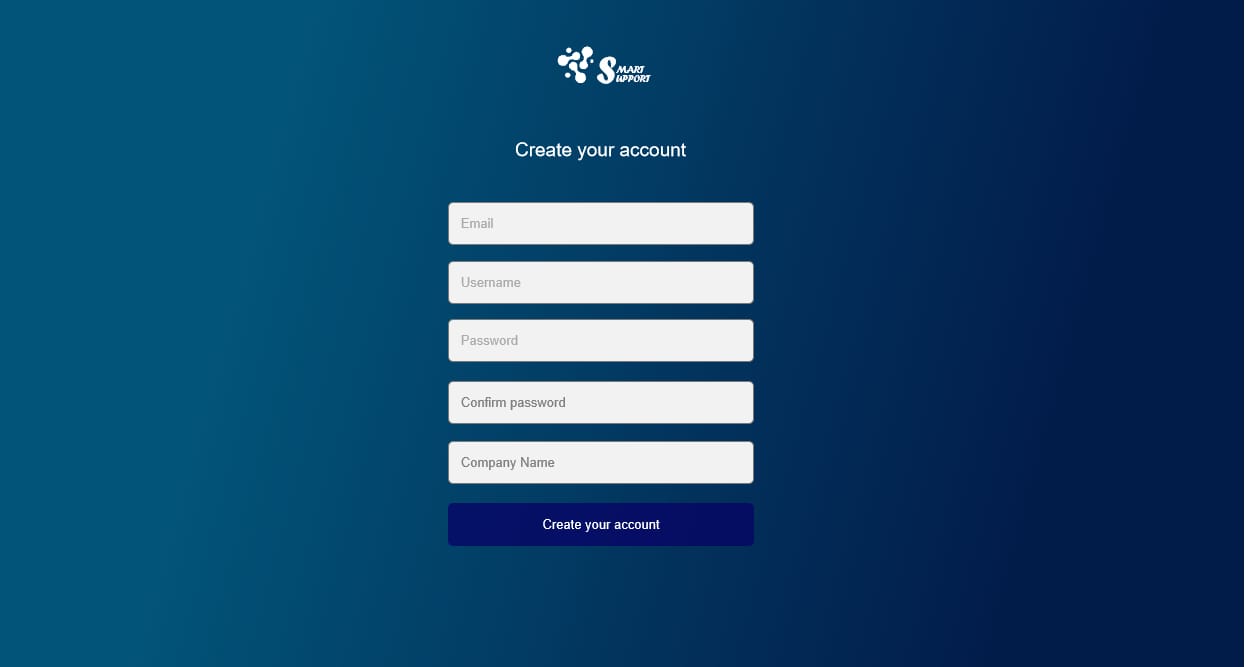 SMART
SUPPORT
Create your account
Email
Username
Password
Confirm password
Company Name
Create your account